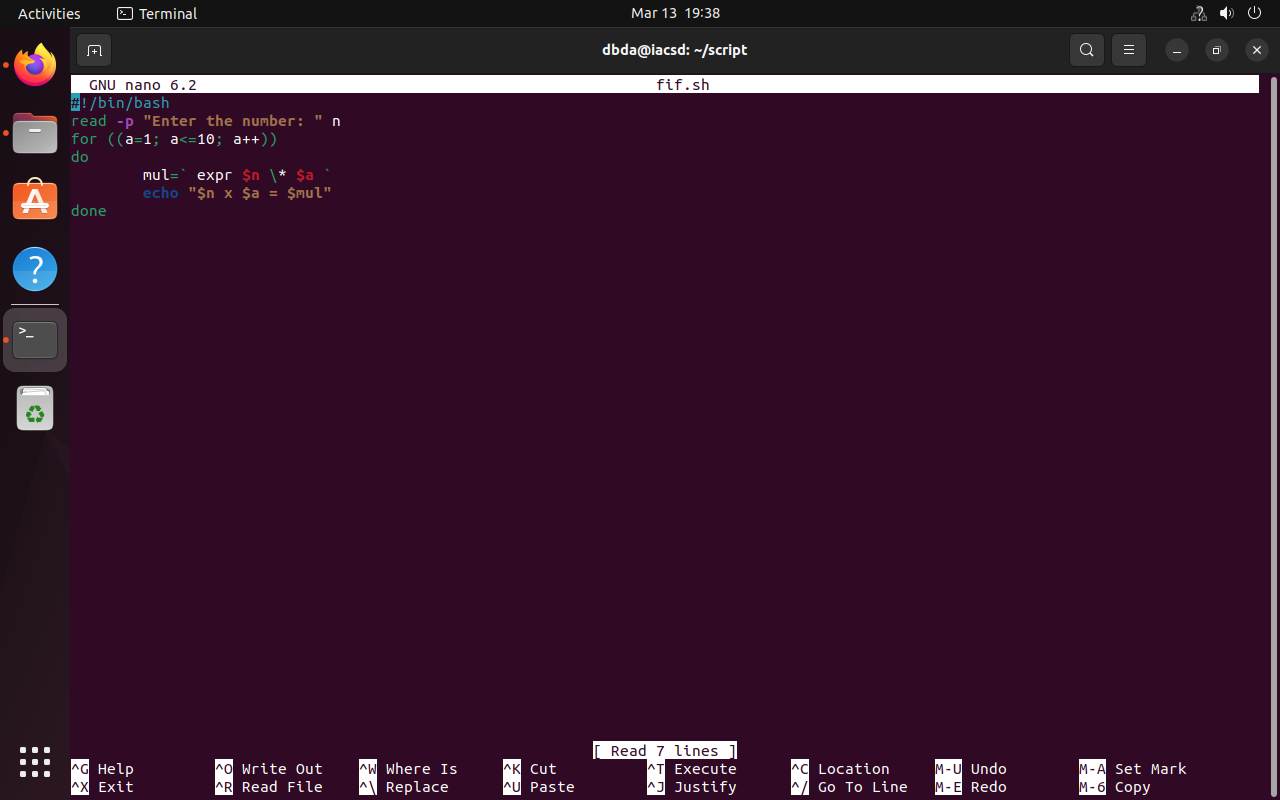 Activities Terminal Mar 13 19:38
dbda@iacsd: ~/script
GNU nano 6.2 fif.sh
#!/bin/bash
read -p "Enter the number: " n
for ((a=1; a<=10; a++))
do
        mul=` expr $n \* $a `
        echo "$n x $a = $mul"
done
[ Read 7 lines ]
^G Help ^O Write Out ^W Where Is ^K Cut ^T Execute ^C Location M-U Undo M-A Set Mark
^X Exit ^R Read File ^\ Replace ^U Paste ^J Justify ^/ Go To Line M-E Redo M-6 Copy